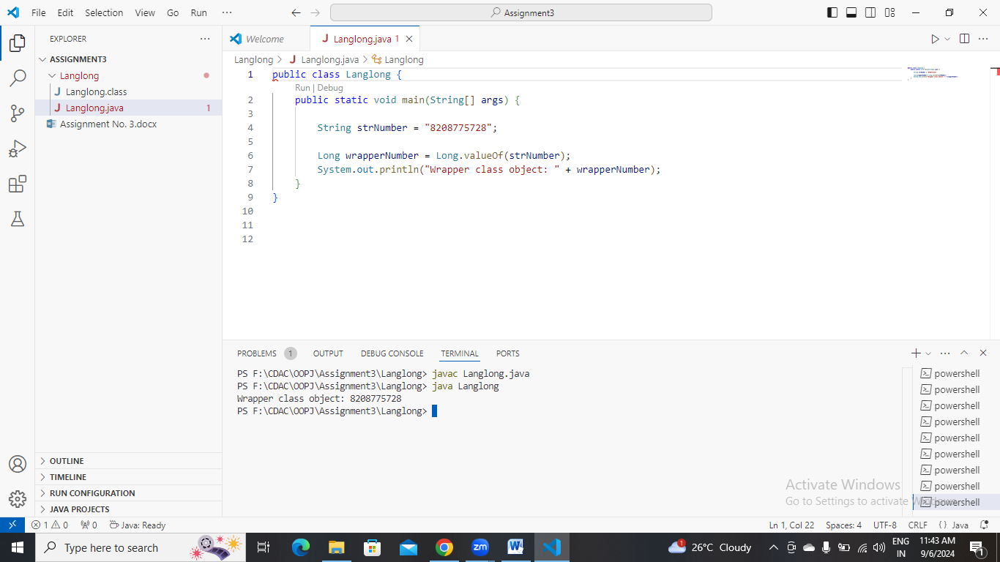 File Edit Selection View Go Run ··· Assignment3
EXPLORER ···
ASSIGNMENT3
Langlong
J Langlong.class
J Langlong.java 1
Assignment No. 3.docx
OUTLINE
TIMELINE
RUN CONFIGURATION
JAVA PROJECTS
Welcome J Langlong.java 1
Langlong > J Langlong.java > Langlong
1 public class Langlong {
Run | Debug
2 public static void main(String[] args) {
3
4 String strNumber = "8208775728";
5
6 Long wrapperNumber = Long.valueOf(strNumber);
7 System.out.println("Wrapper class object: " + wrapperNumber);
8 }
9 }
10
11
12
PROBLEMS 1 OUTPUT DEBUG CONSOLE TERMINAL PORTS
PS F:\CDAC\OOPJ\Assignment3\Langlong> javac Langlong.java
PS F:\CDAC\OOPJ\Assignment3\Langlong> java Langlong
Wrapper class object: 8208775728
PS F:\CDAC\OOPJ\Assignment3\Langlong>
powershell
powershell
powershell
powershell
powershell
powershell
powershell
powershell
powershell
Activate Windows
Go to Settings to activate Windows.
1 0 0 Java: Ready Ln 1, Col 22 Spaces: 4 UTF-8 CRLF { } Java
Type here to search zm W 1 26°C Cloudy ENG IN 11:43 AM 9/6/2024 1